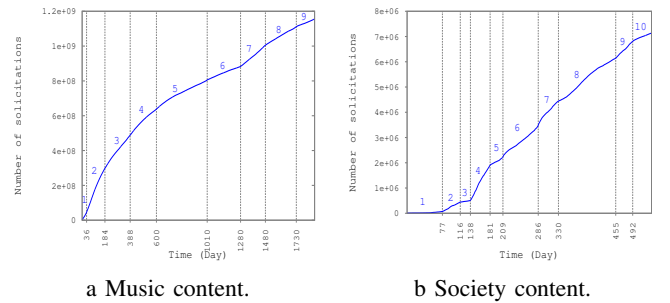 1.2e+09
1e+09
8e+08
6e+08
4e+08
2e+08
0
Number of solicitations
1 2 3 4 5 6 7 8 9
36 184 388 600 1010 1280 1480 1730
Time (Day)
a Music content.
8e+06
7e+06
6e+06
5e+06
4e+06
3e+06
2e+06
1e+06
0
Number of solicitations
1 2 3 4 5 6 7 8 9 10
77 116 138 181 209 286 330 455 492
Time (Day)
b Society content.